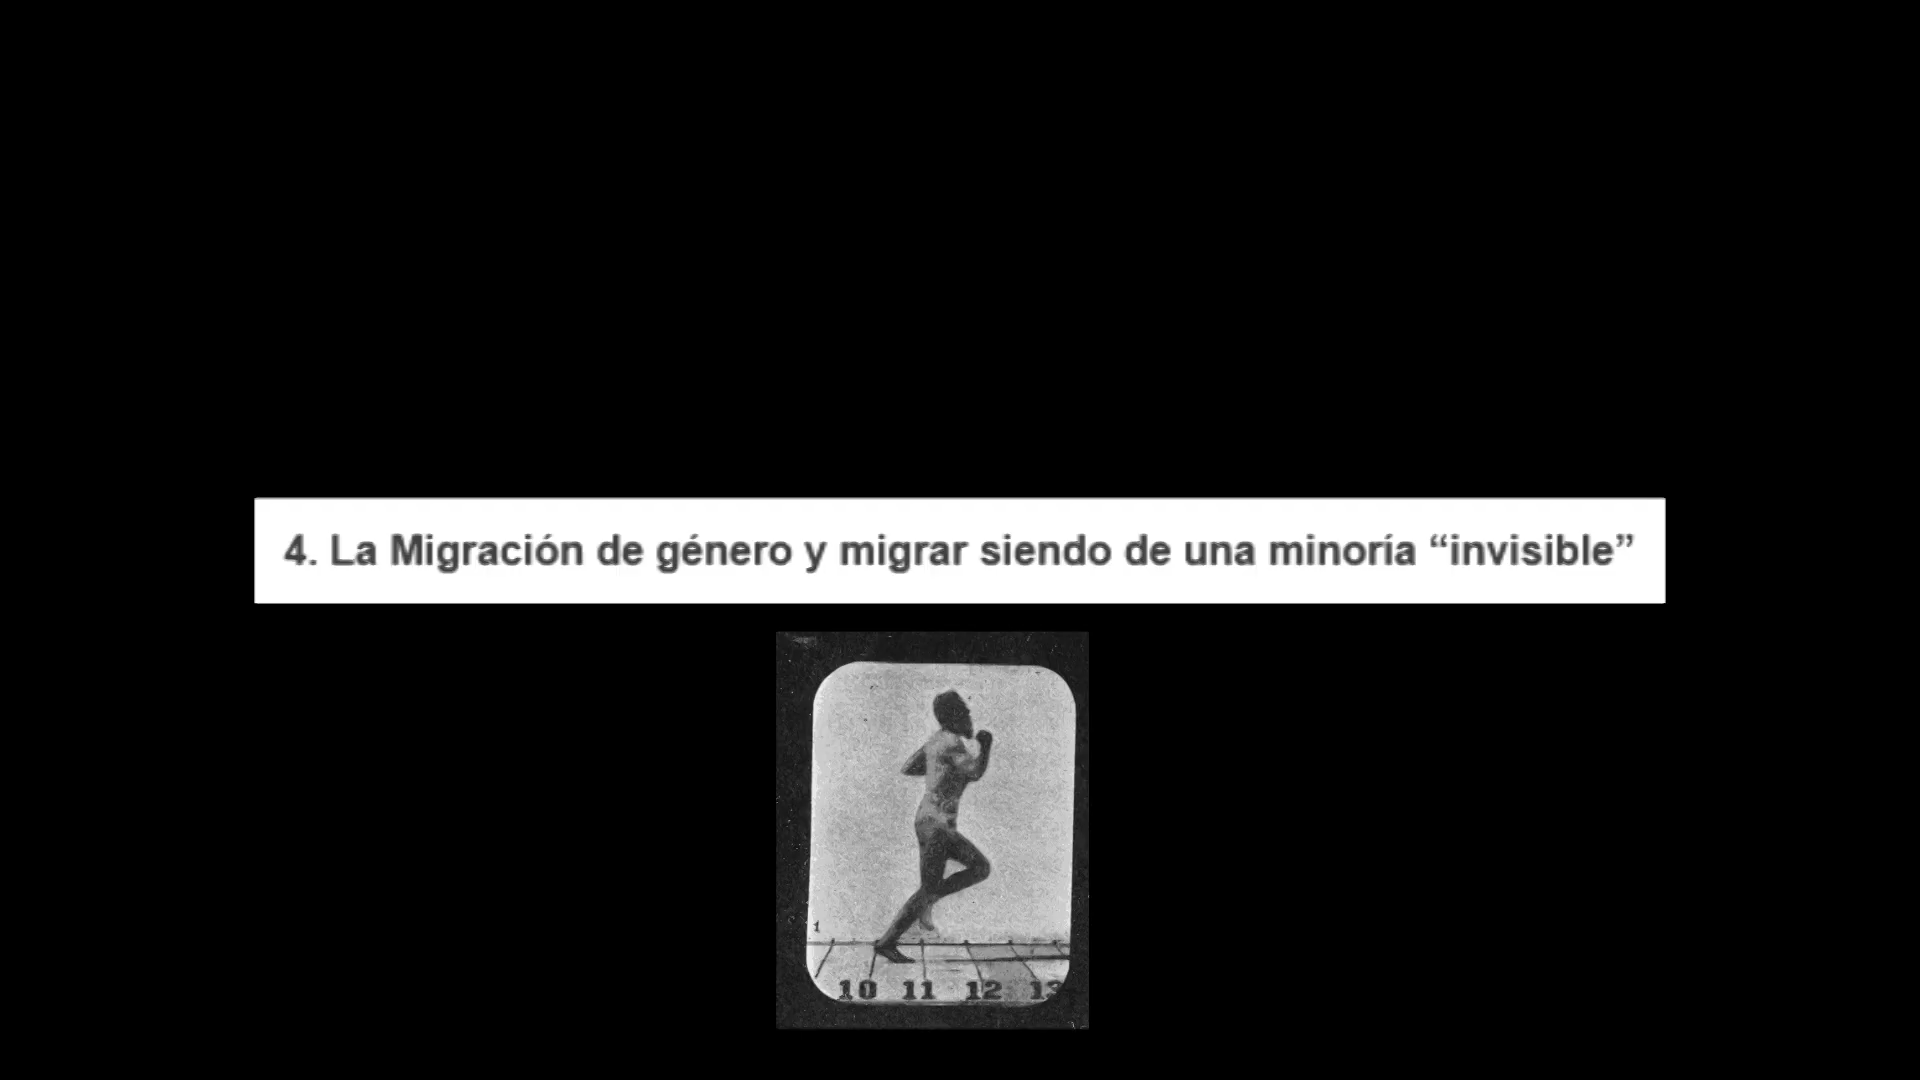 4. La Migración de género y migrar siendo de una minoría “invisible”
1
10 11 12 13